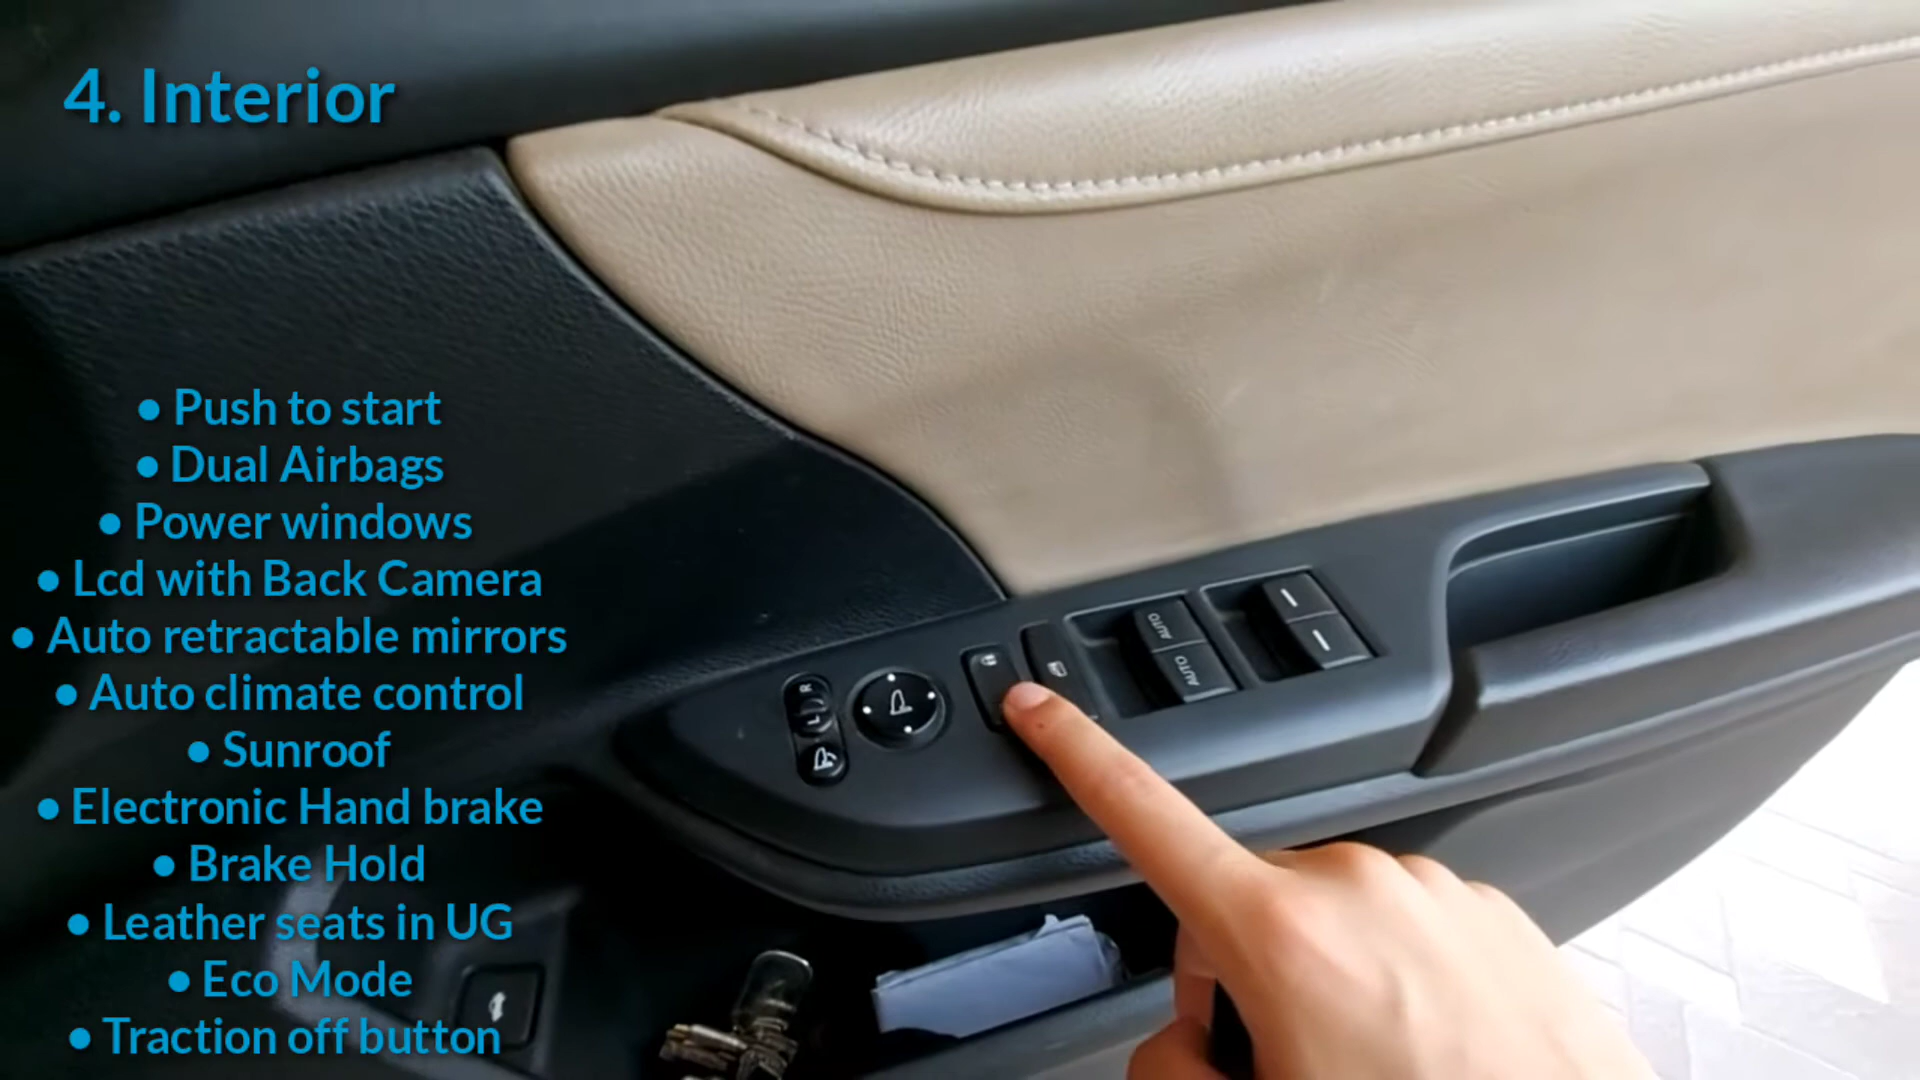 4. Interior
• Push to start
• Dual Airbags
• Power windows
• Lcd with Back Camera
• Auto retractable mirrors
• Auto climate control
• Sunroof
• Electronic Hand brake
• Brake Hold
• Leather seats in UG
• Eco Mode
• Traction off button
R
L
AUTO
AUTO